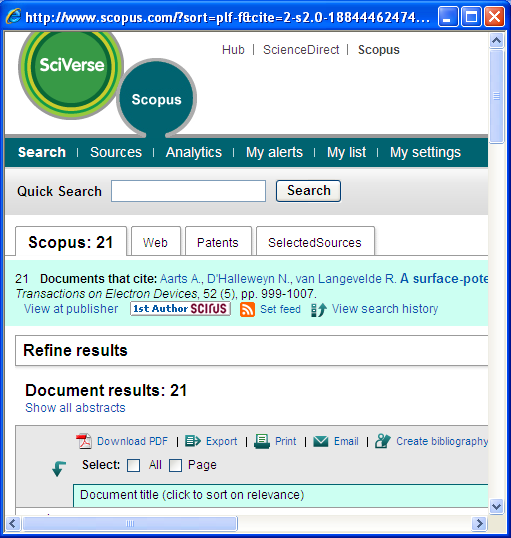 http://www.scopus.com/?sort=plf-f&cite=2-s2.0-18844462474...
Hub | ScienceDirect | Scopus
SciVerse
Scopus
Search | Sources | Analytics | My alerts | My list | My settings
Quick Search Search
Scopus: 21 Web Patents SelectedSources
21 Documents that cite: Aarts A., D'Halleweyn N., van Langevelde R. A surface-pote
Transactions on Electron Devices, 52 (5), pp. 999-1007.
View at publisher 1st Author SCIRUS Set feed View search history
Refine results
Document results: 21
Show all abstracts
Download PDF | Export | Print | Email | Create bibliography
Select: All Page
Document title (click to sort on relevance)